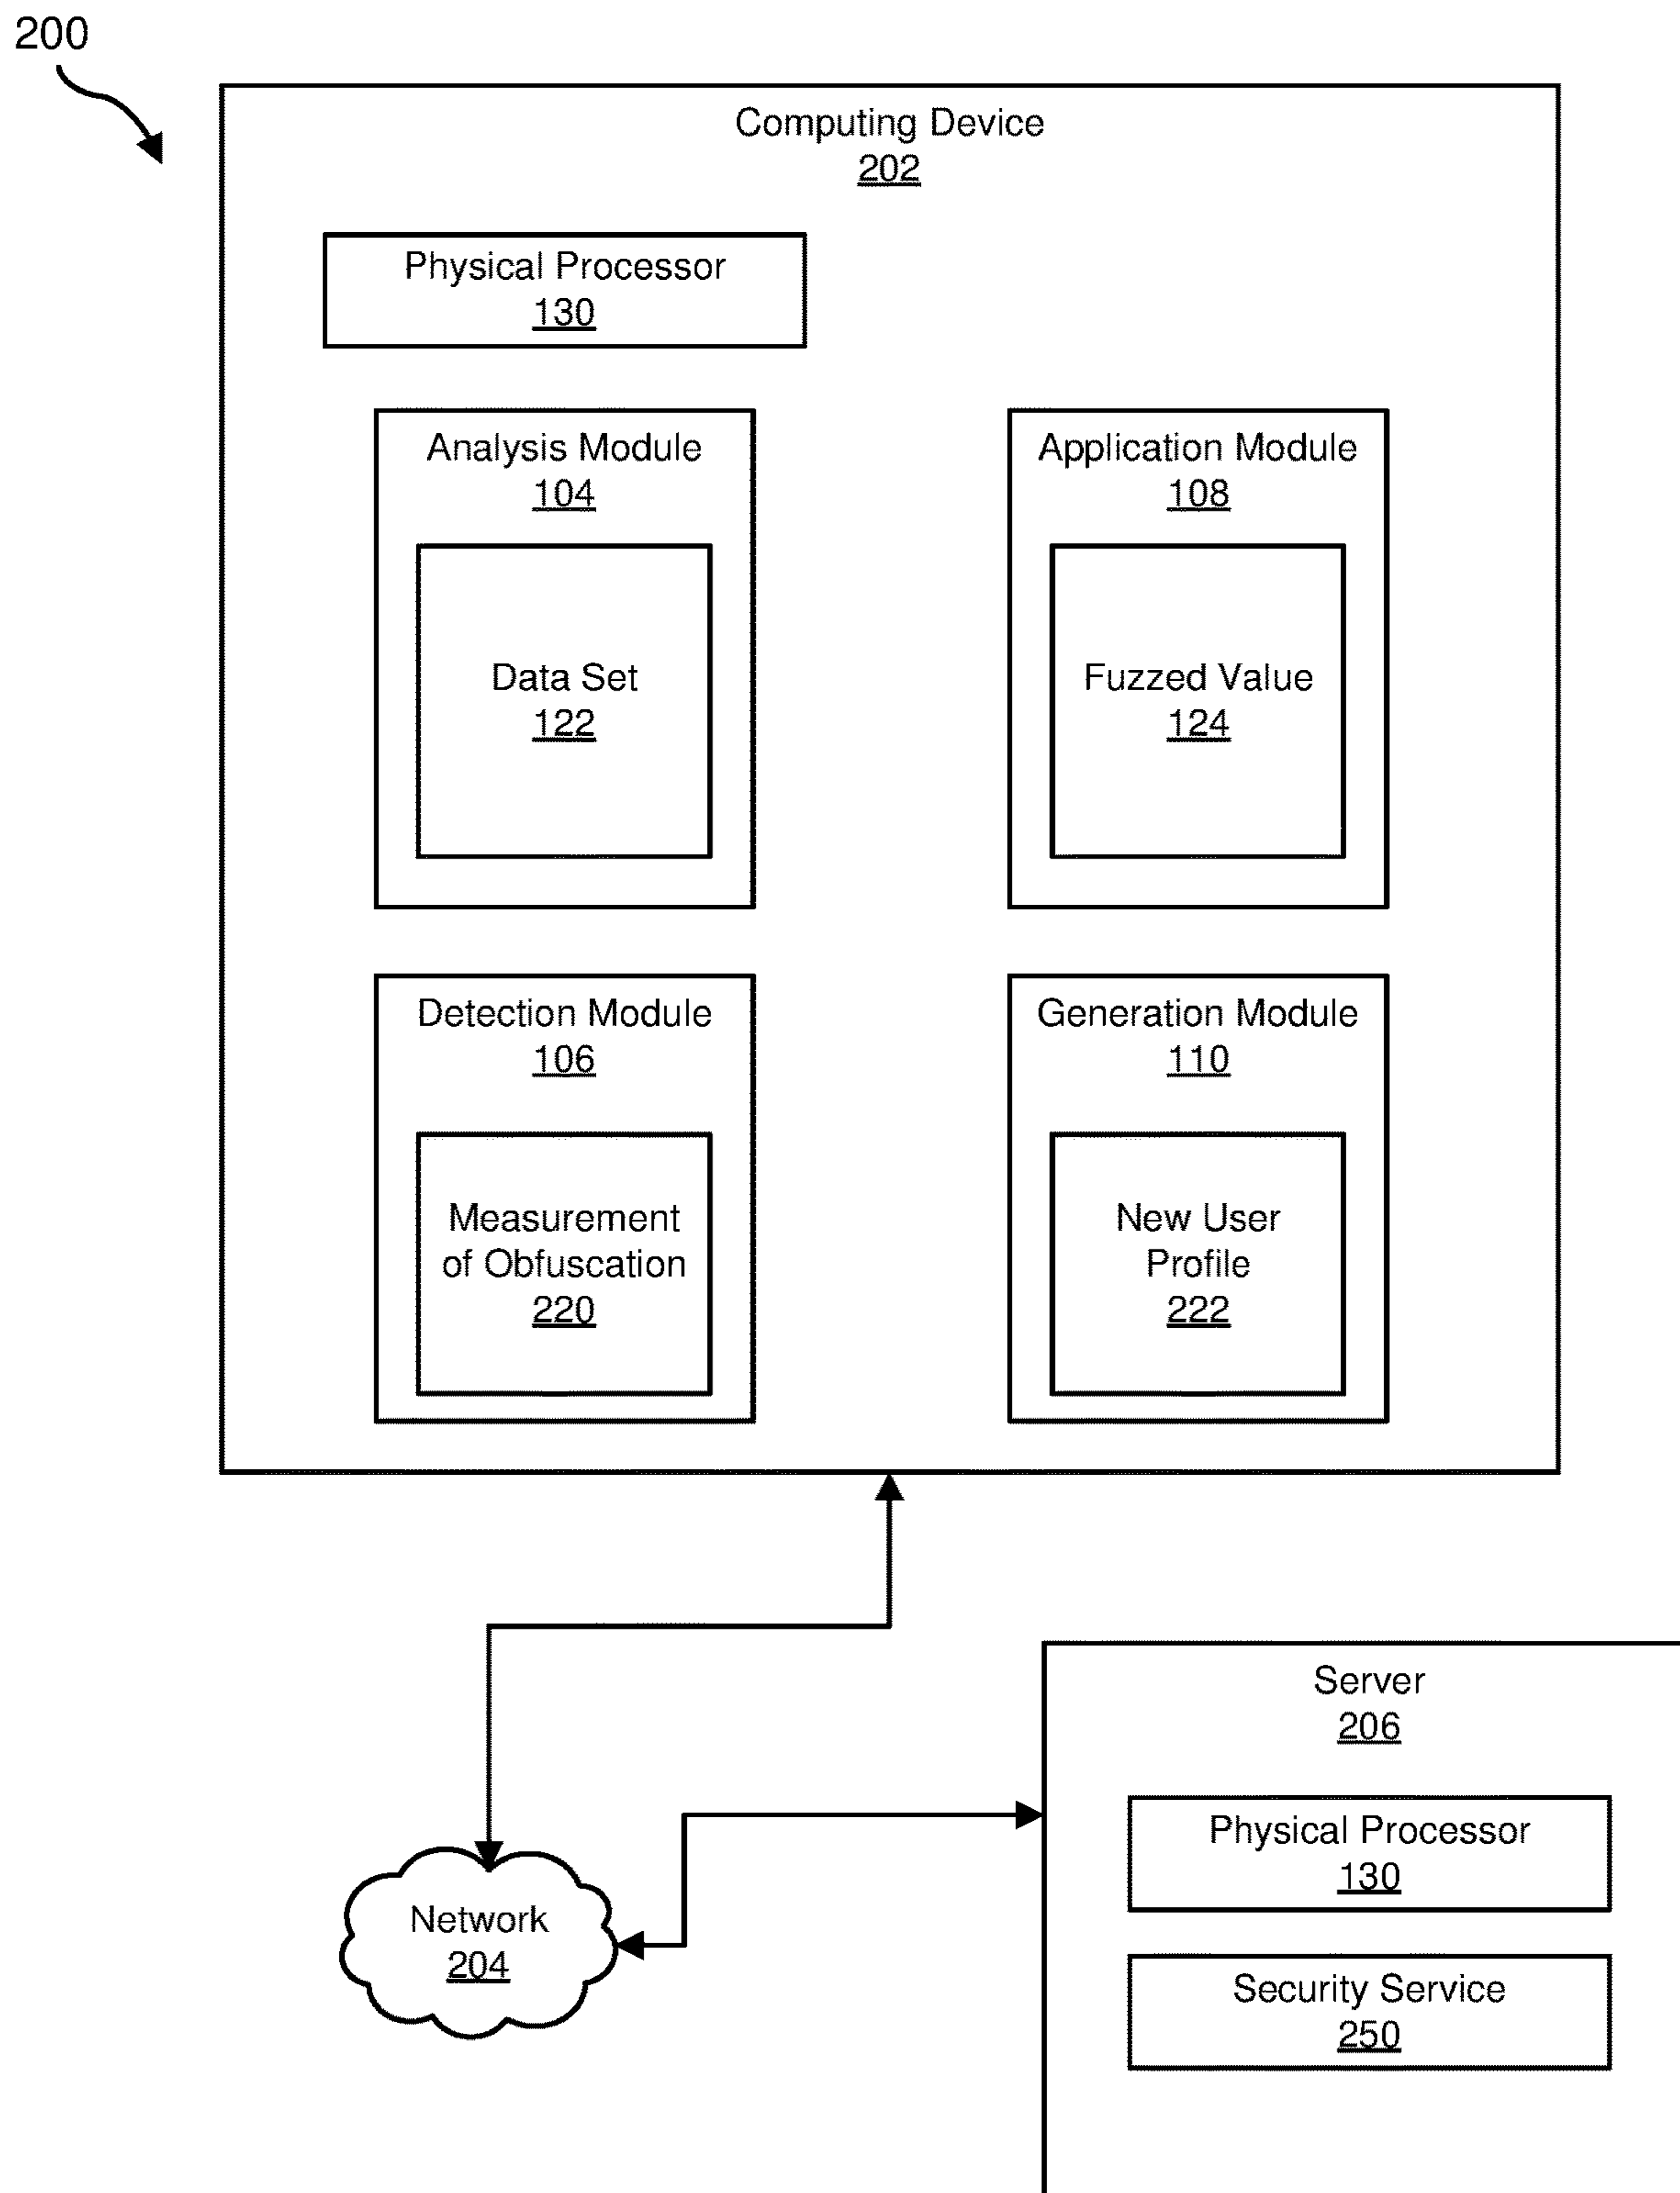 200
Computing Device
202
Physical Processor
130
Analysis Module
104
Data Set
122
Application Module
108
Fuzzed Value
124
Detection Module
106
Measurement
of Obfuscation
220
Generation Module
110
New User
Profile
222
Server
206
Physical Processor
130
Security Service
250
Network
204